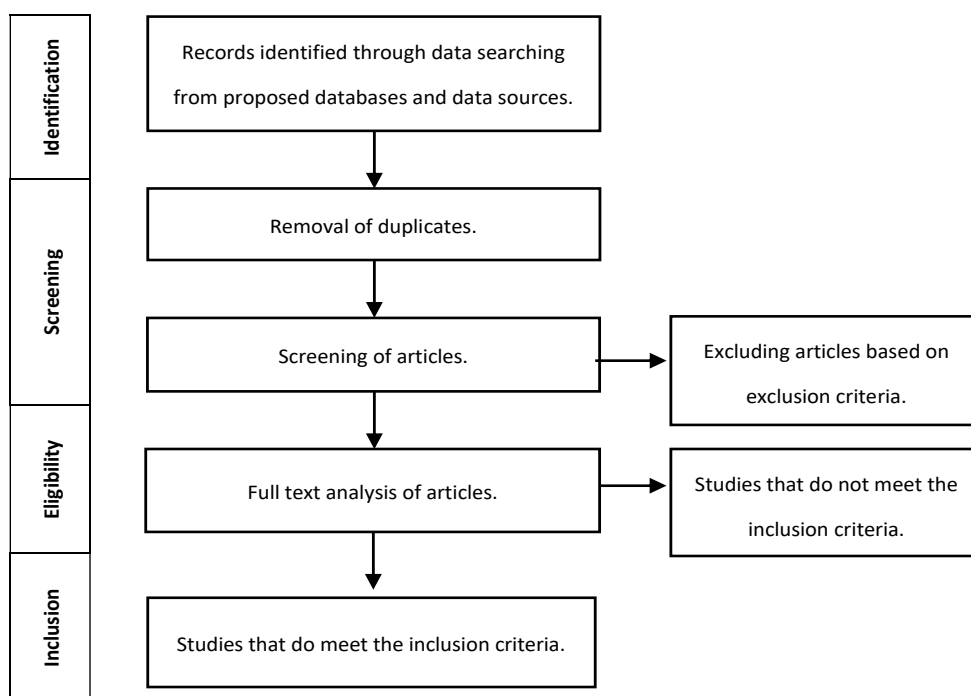 Identification
Records identified through data searching
from proposed databases and data sources.
Screening
Removal of duplicates.
Screening of articles.
Excluding articles based on
exclusion criteria.
Eligibility
Full text analysis of articles.
Studies that do not meet the
inclusion criteria.
Inclusion
Studies that do meet the inclusion criteria.